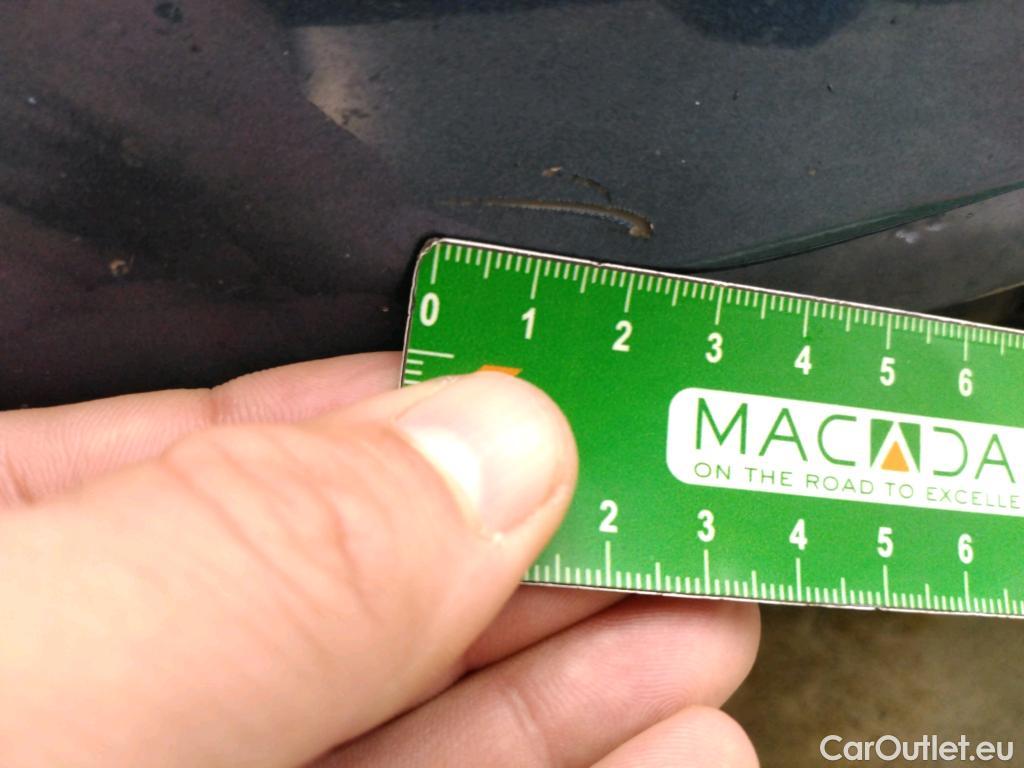 0 1 2 3 4 5 6
MACADA
ON THE ROAD TO EXCELLE
2 3 4 5 6
CarOutlet.eu